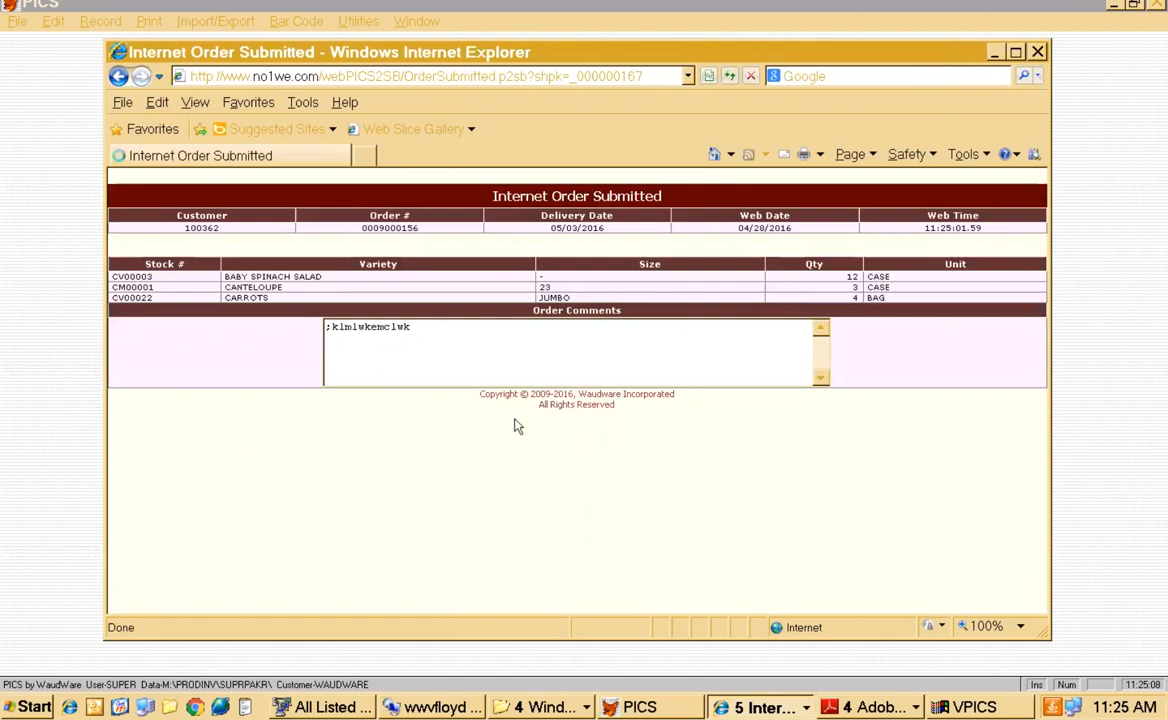 PICS
File Edit Record Print Import/Export Bar Code Utilities Window
Internet Order Submitted - Windows Internet Explorer
http://www.no1we.com/webPICS2SB/OrderSubmitted.p2sb?shpk=_000000167
Google
File Edit View Favorites Tools Help
Favorites Suggested Sites Web Slice Gallery
Internet Order Submitted
Page Safety Tools
Internet Order Submitted
Customer Order # Delivery Date Web Date Web Time
100362 0009000156 05/03/2016 04/28/2016 11:25:01.59
Stock # Variety Size Qty Unit
CV00003 BABY SPINACH SALAD - 12 CASE
CM00001 CANTELOUPE 23 3 CASE
CV00022 CARROTS JUMBO 4 BAG
Order Comments
;klmlwkemclwk
Copyright © 2009-2016, Waudware Incorporated
All Rights Reserved
Done Internet 100%
PICS by WaudWare User-SUPER Data-M:\PRODINV\SUPRPAKR\ Customer-WAUDWARE Ins Num 11:25:08
Start All Listed ... wwvfloyd ... 4 Wind... PICS 5 Inter... 4 Adob... VPICS 11:25 AM